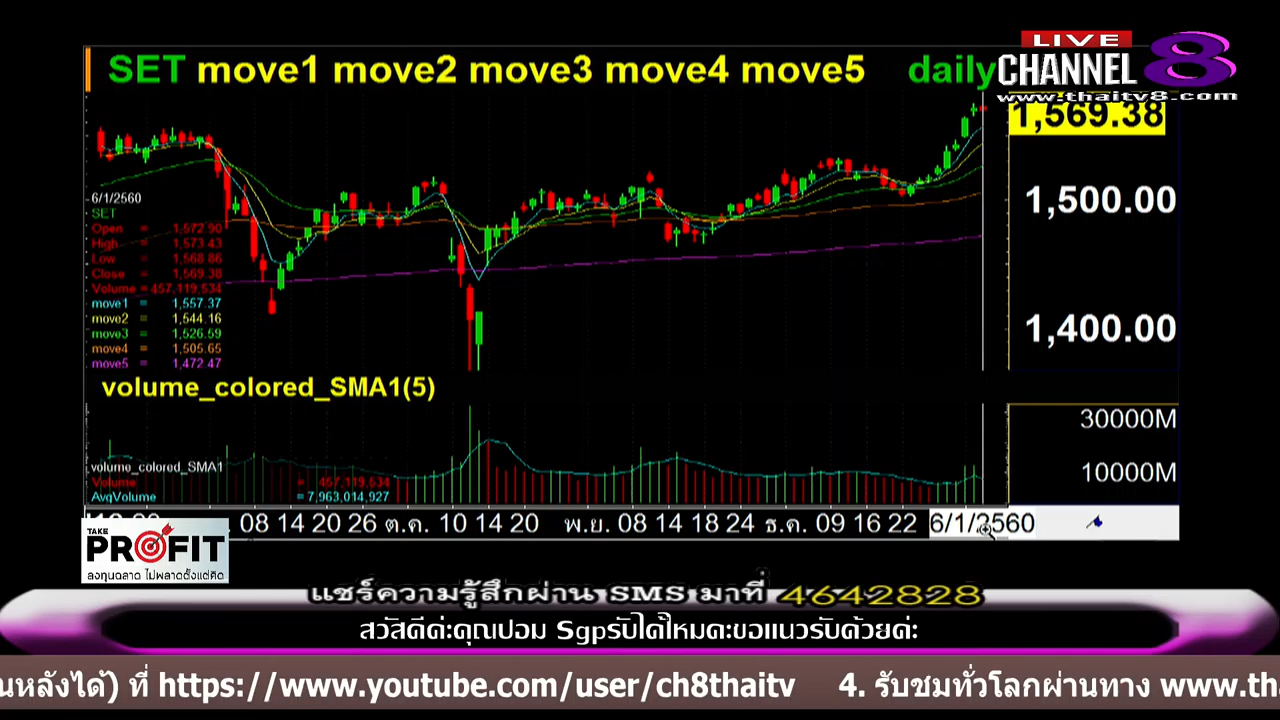 SET move1 move2 move3 move4 move5 daily
LIVE
CHANNEL 8
www.thaitv8.com
1,569.38
1,500.00
1,400.00
6/1/2560
SET
Open = 1,572.90
High = 1,573.43
Low = 1,568.86
Close = 1,569.38
Volume = 457,119,534
move1 = 1,557.37
move2 = 1,544.16
move3 = 1,526.59
move4 = 1,505.65
move5 = 1,472.47
volume_colored_SMA1(5)
30000M
10000M
volume_colored_SMA1
Volume = 457,119,534
AvgVolume = 7,963,014,927
08 14 20 26 ต.ค. 10 14 20 พ.ย. 08 14 18 24 ธ.ค. 09 16 22 6/1/2560
TAKE
PROFIT
ลงทุนฉลาด ไม่พลาดตั้งแต่คิด
แชร์ความรู้สึกผ่าน SMS มาที่ 4642828
สวัสดีค่ะคุณปอม Sgpรับได้ไหมคะขอแนวรับด้วยค่ะ
นหลังได้) ที่ https://www.youtube.com/user/ch8thaitv 4. รับชมทั่วโลกผ่านทาง www.th